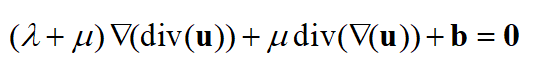 (λ + μ) ∇(div(u)) + μ div(∇(u)) + b = 0